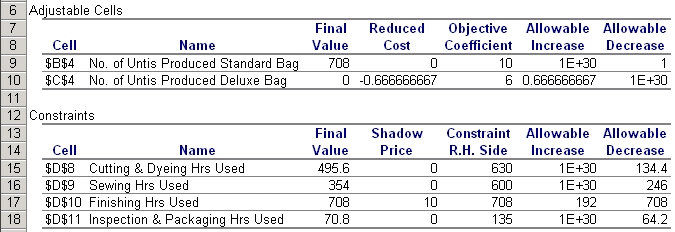 6 Adjustable Cells
7 Final Reduced Objective Allowable Allowable
8 Cell Name Value Cost Coefficient Increase Decrease
9 $B$4 No. of Untis Produced Standard Bag 708 0 10 1E+30 1
10 $C$4 No. of Untis Produced Deluxe Bag 0 -0.666666667 6 0.666666667 1E+30
11
12 Constraints
13 Final Shadow Constraint Allowable Allowable
14 Cell Name Value Price R.H. Side Increase Decrease
15 $D$8 Cutting & Dyeing Hrs Used 495.6 0 630 1E+30 134.4
16 $D$9 Sewing Hrs Used 354 0 600 1E+30 246
17 $D$10 Finishing Hrs Used 708 10 708 192 708
18 $D$11 Inspection & Packaging Hrs Used 70.8 0 135 1E+30 64.2